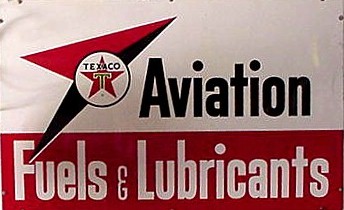 TEXACO
T
Aviation
Fuels & Lubricants